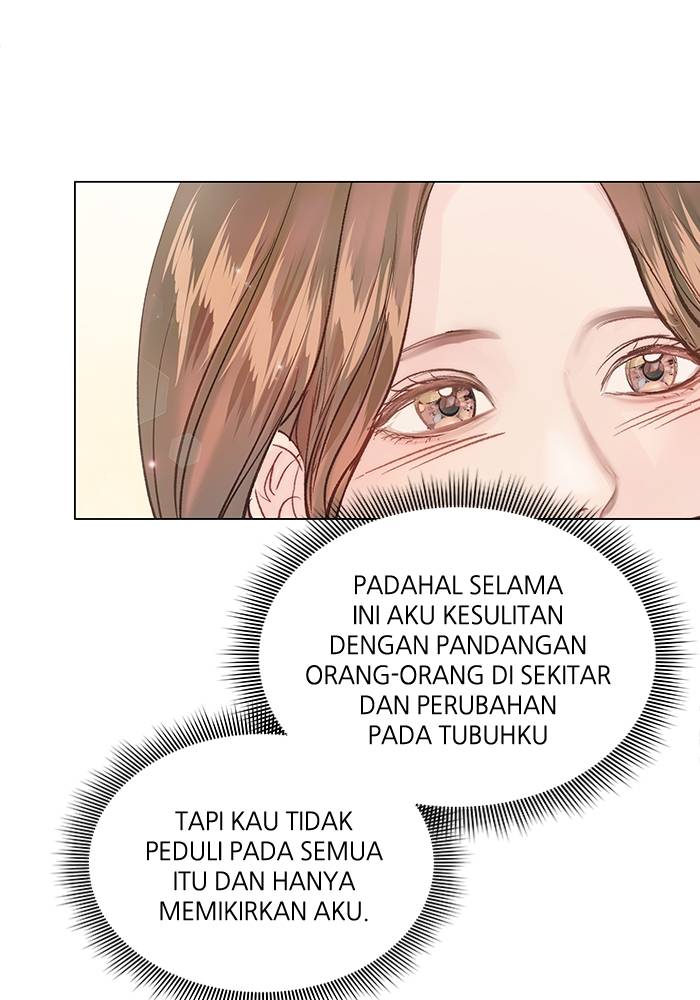 PADAHAL SELAMA
INI AKU KESULITAN
DENGAN PANDANGAN
ORANG-ORANG DI SEKITAR
DAN PERUBAHAN
PADA TUBUHKU
TAPI KAU TIDAK
PEDULI PADA SEMUA
ITU DAN HANYA
MEMIKIRKAN AKU.